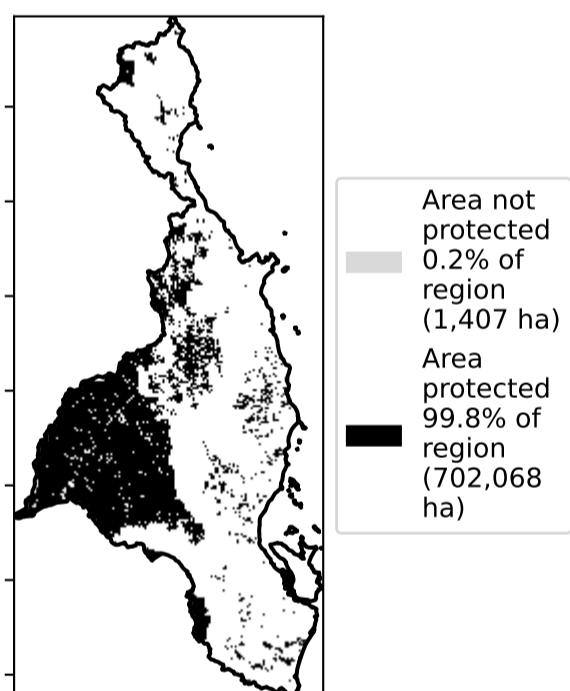 Area not
protected
0.2% of
region
(1,407 ha)
Area
protected
99.8% of
region
(702,068
ha)